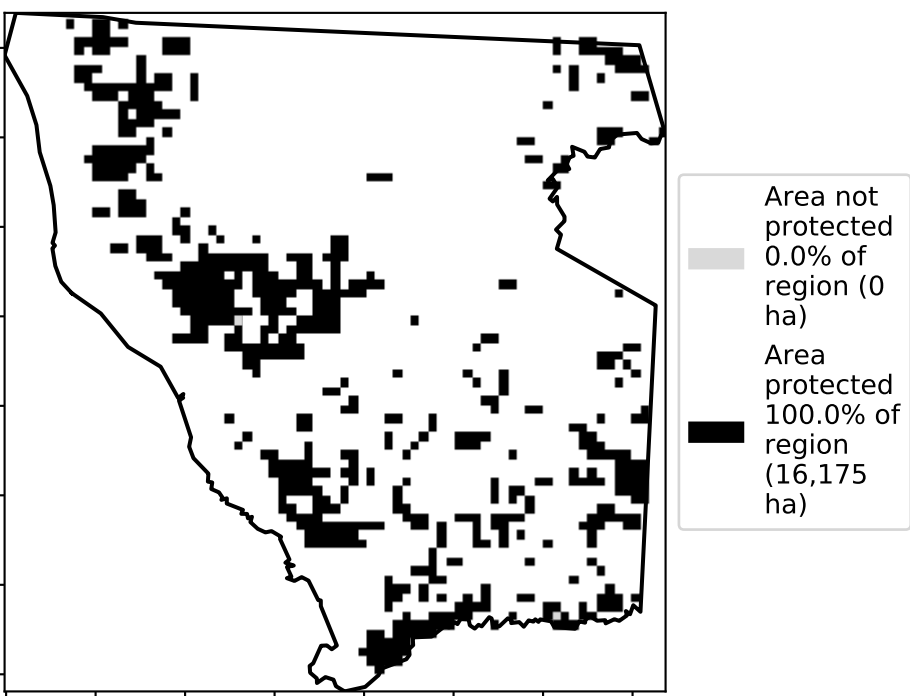 Area not
protected
0.0% of
region (0
ha)
Area
protected
100.0% of
region
(16,175
ha)